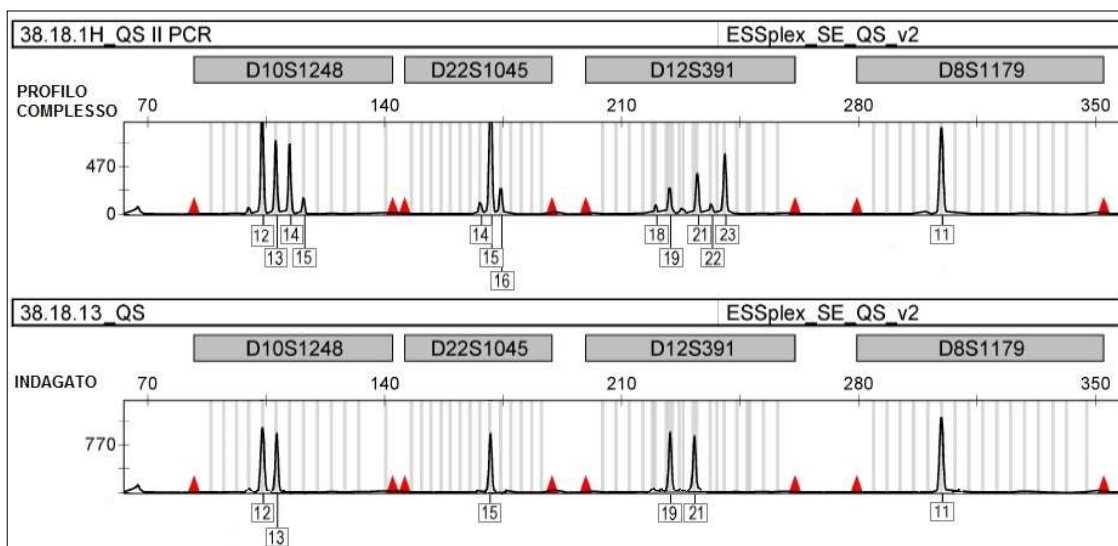 38.18.1H_QS II PCR ESSplex_SE_QS_v2
D10S1248 D22S1045 D12S391 D8S1179
PROFILO
COMPLESSO
70 140 210 280 350
470
0
12 14 15 18 21 23 11
13 15 14 19 22
16
38.18.13_QS ESSplex_SE_QS_v2
D10S1248 D22S1045 D12S391 D8S1179
INDAGATO
70 140 210 280 350
770
12 15 19 21 11
13